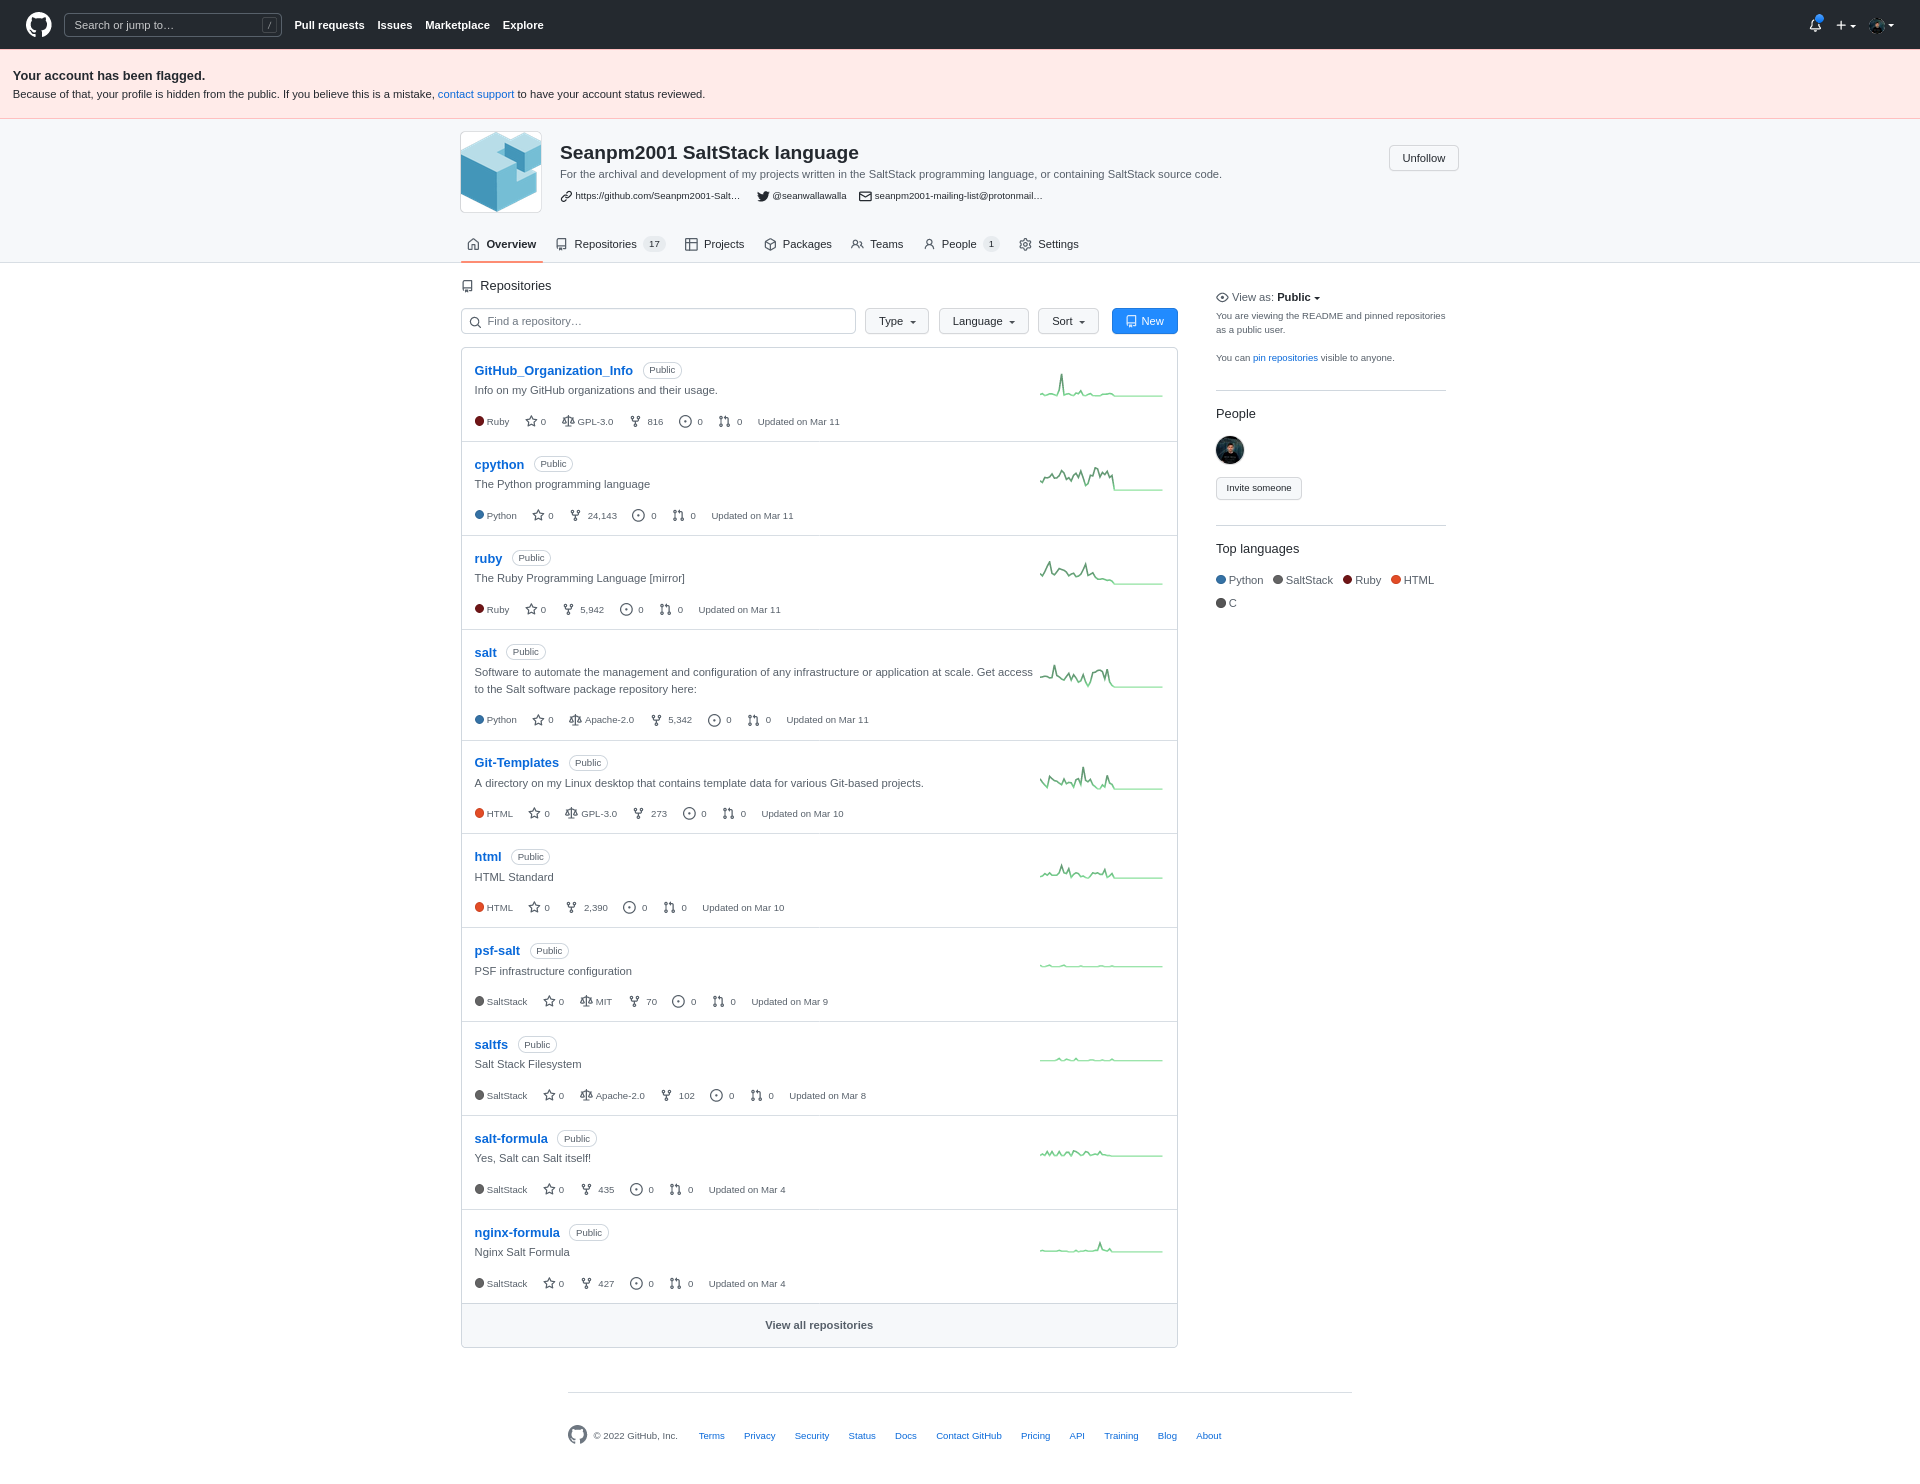 Search or jump to… /
Pull requests Issues Marketplace Explore
Your account has been flagged.
Because of that, your profile is hidden from the public. If you believe this is a mistake, contact support to have your account status reviewed.
Seanpm2001 SaltStack language
Unfollow
For the archival and development of my projects written in the SaltStack programming language, or containing SaltStack source code.
https://github.com/Seanpm2001-Salt… @seanwallawalla seanpm2001-mailing-list@protonmail…
Overview Repositories 17 Projects Packages Teams People 1 Settings
Repositories
Find a repository… Type Language Sort New
GitHub_Organization_Info Public
Info on my GitHub organizations and their usage.
Ruby 0 GPL-3.0 816 0 0 Updated on Mar 11
cpython Public
The Python programming language
Python 0 24,143 0 0 Updated on Mar 11
ruby Public
The Ruby Programming Language [mirror]
Ruby 0 5,942 0 0 Updated on Mar 11
salt Public
Software to automate the management and configuration of any infrastructure or application at scale. Get access
to the Salt software package repository here:
Python 0 Apache-2.0 5,342 0 0 Updated on Mar 11
Git-Templates Public
A directory on my Linux desktop that contains template data for various Git-based projects.
HTML 0 GPL-3.0 273 0 0 Updated on Mar 10
html Public
HTML Standard
HTML 0 2,390 0 0 Updated on Mar 10
psf-salt Public
PSF infrastructure configuration
SaltStack 0 MIT 70 0 0 Updated on Mar 9
saltfs Public
Salt Stack Filesystem
SaltStack 0 Apache-2.0 102 0 0 Updated on Mar 8
salt-formula Public
Yes, Salt can Salt itself!
SaltStack 0 435 0 0 Updated on Mar 4
nginx-formula Public
Nginx Salt Formula
SaltStack 0 427 0 0 Updated on Mar 4
View all repositories
View as: Public
You are viewing the README and pinned repositories
as a public user.
You can pin repositories visible to anyone.
People
Invite someone
Top languages
Python SaltStack Ruby HTML
C
© 2022 GitHub, Inc. Terms Privacy Security Status Docs Contact GitHub Pricing API Training Blog About